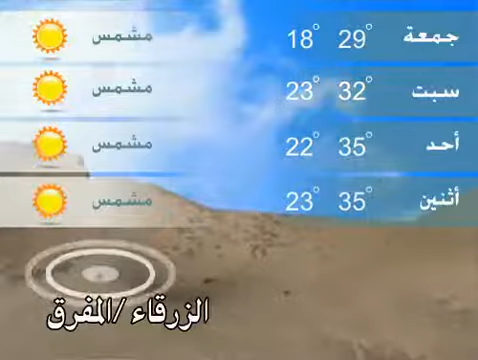 جمعة 29° 18° مشمس
سبت 32° 23° مشمس
أحد 35° 22° مشمس
أثنين 35° 23° مشمس
الزرقاء/المفرق